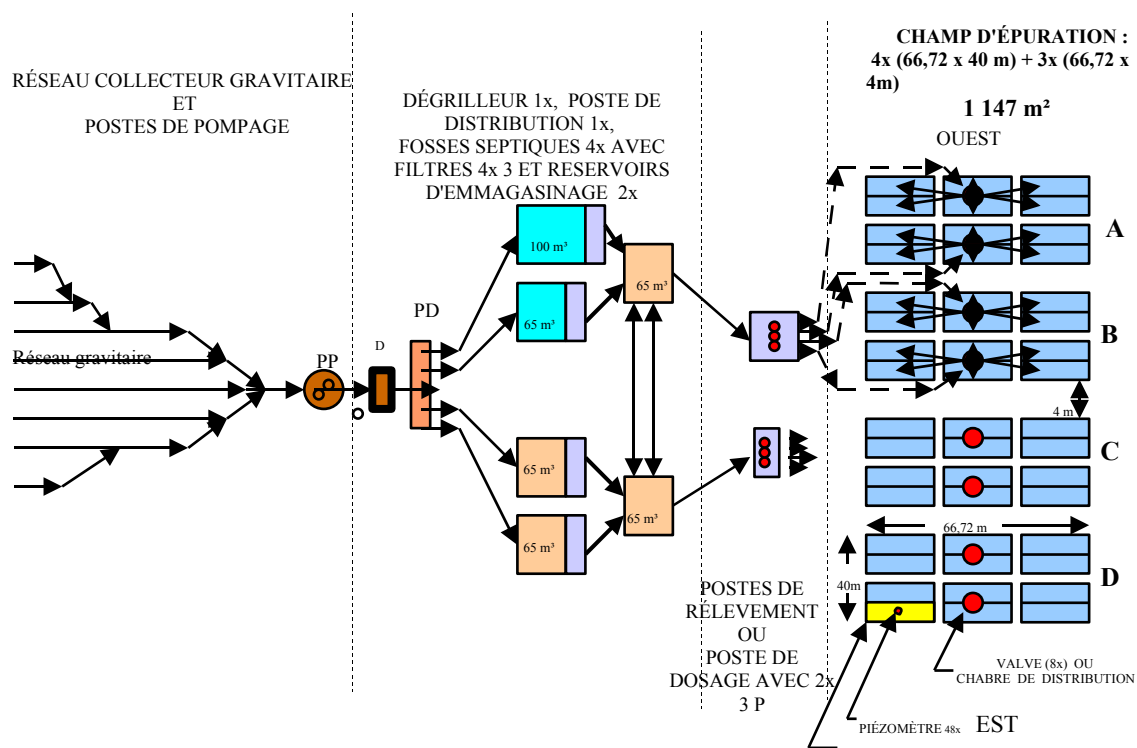 RÉSEAU COLLECTEUR GRAVITAIRE
ET
POSTES DE POMPAGE
DÉGRILLEUR 1x, POSTE DE
DISTRIBUTION 1x,
FOSSES SEPTIQUES 4x AVEC
FILTRES 4x 3 ET RESERVOIRS
D'EMMAGASINAGE 2x
CHAMP D'ÉPURATION :
4x (66,72 x 40 m) + 3x (66,72 x
4m)
1 147 m²
OUEST
Réseau gravitaire
PP
D
PD
100 m³
65 m³
65 m³
65 m³
65 m³
65 m³
A
B
4 m
C
66,72 m
D
40m
POSTES DE
RÉLEVEMENT
OU
POSTE DE
DOSAGE AVEC 2x
3 P
VALVE (8x) OU
CHABRE DE DISTRIBUTION
PIÉZOMÈTRE 48x
EST